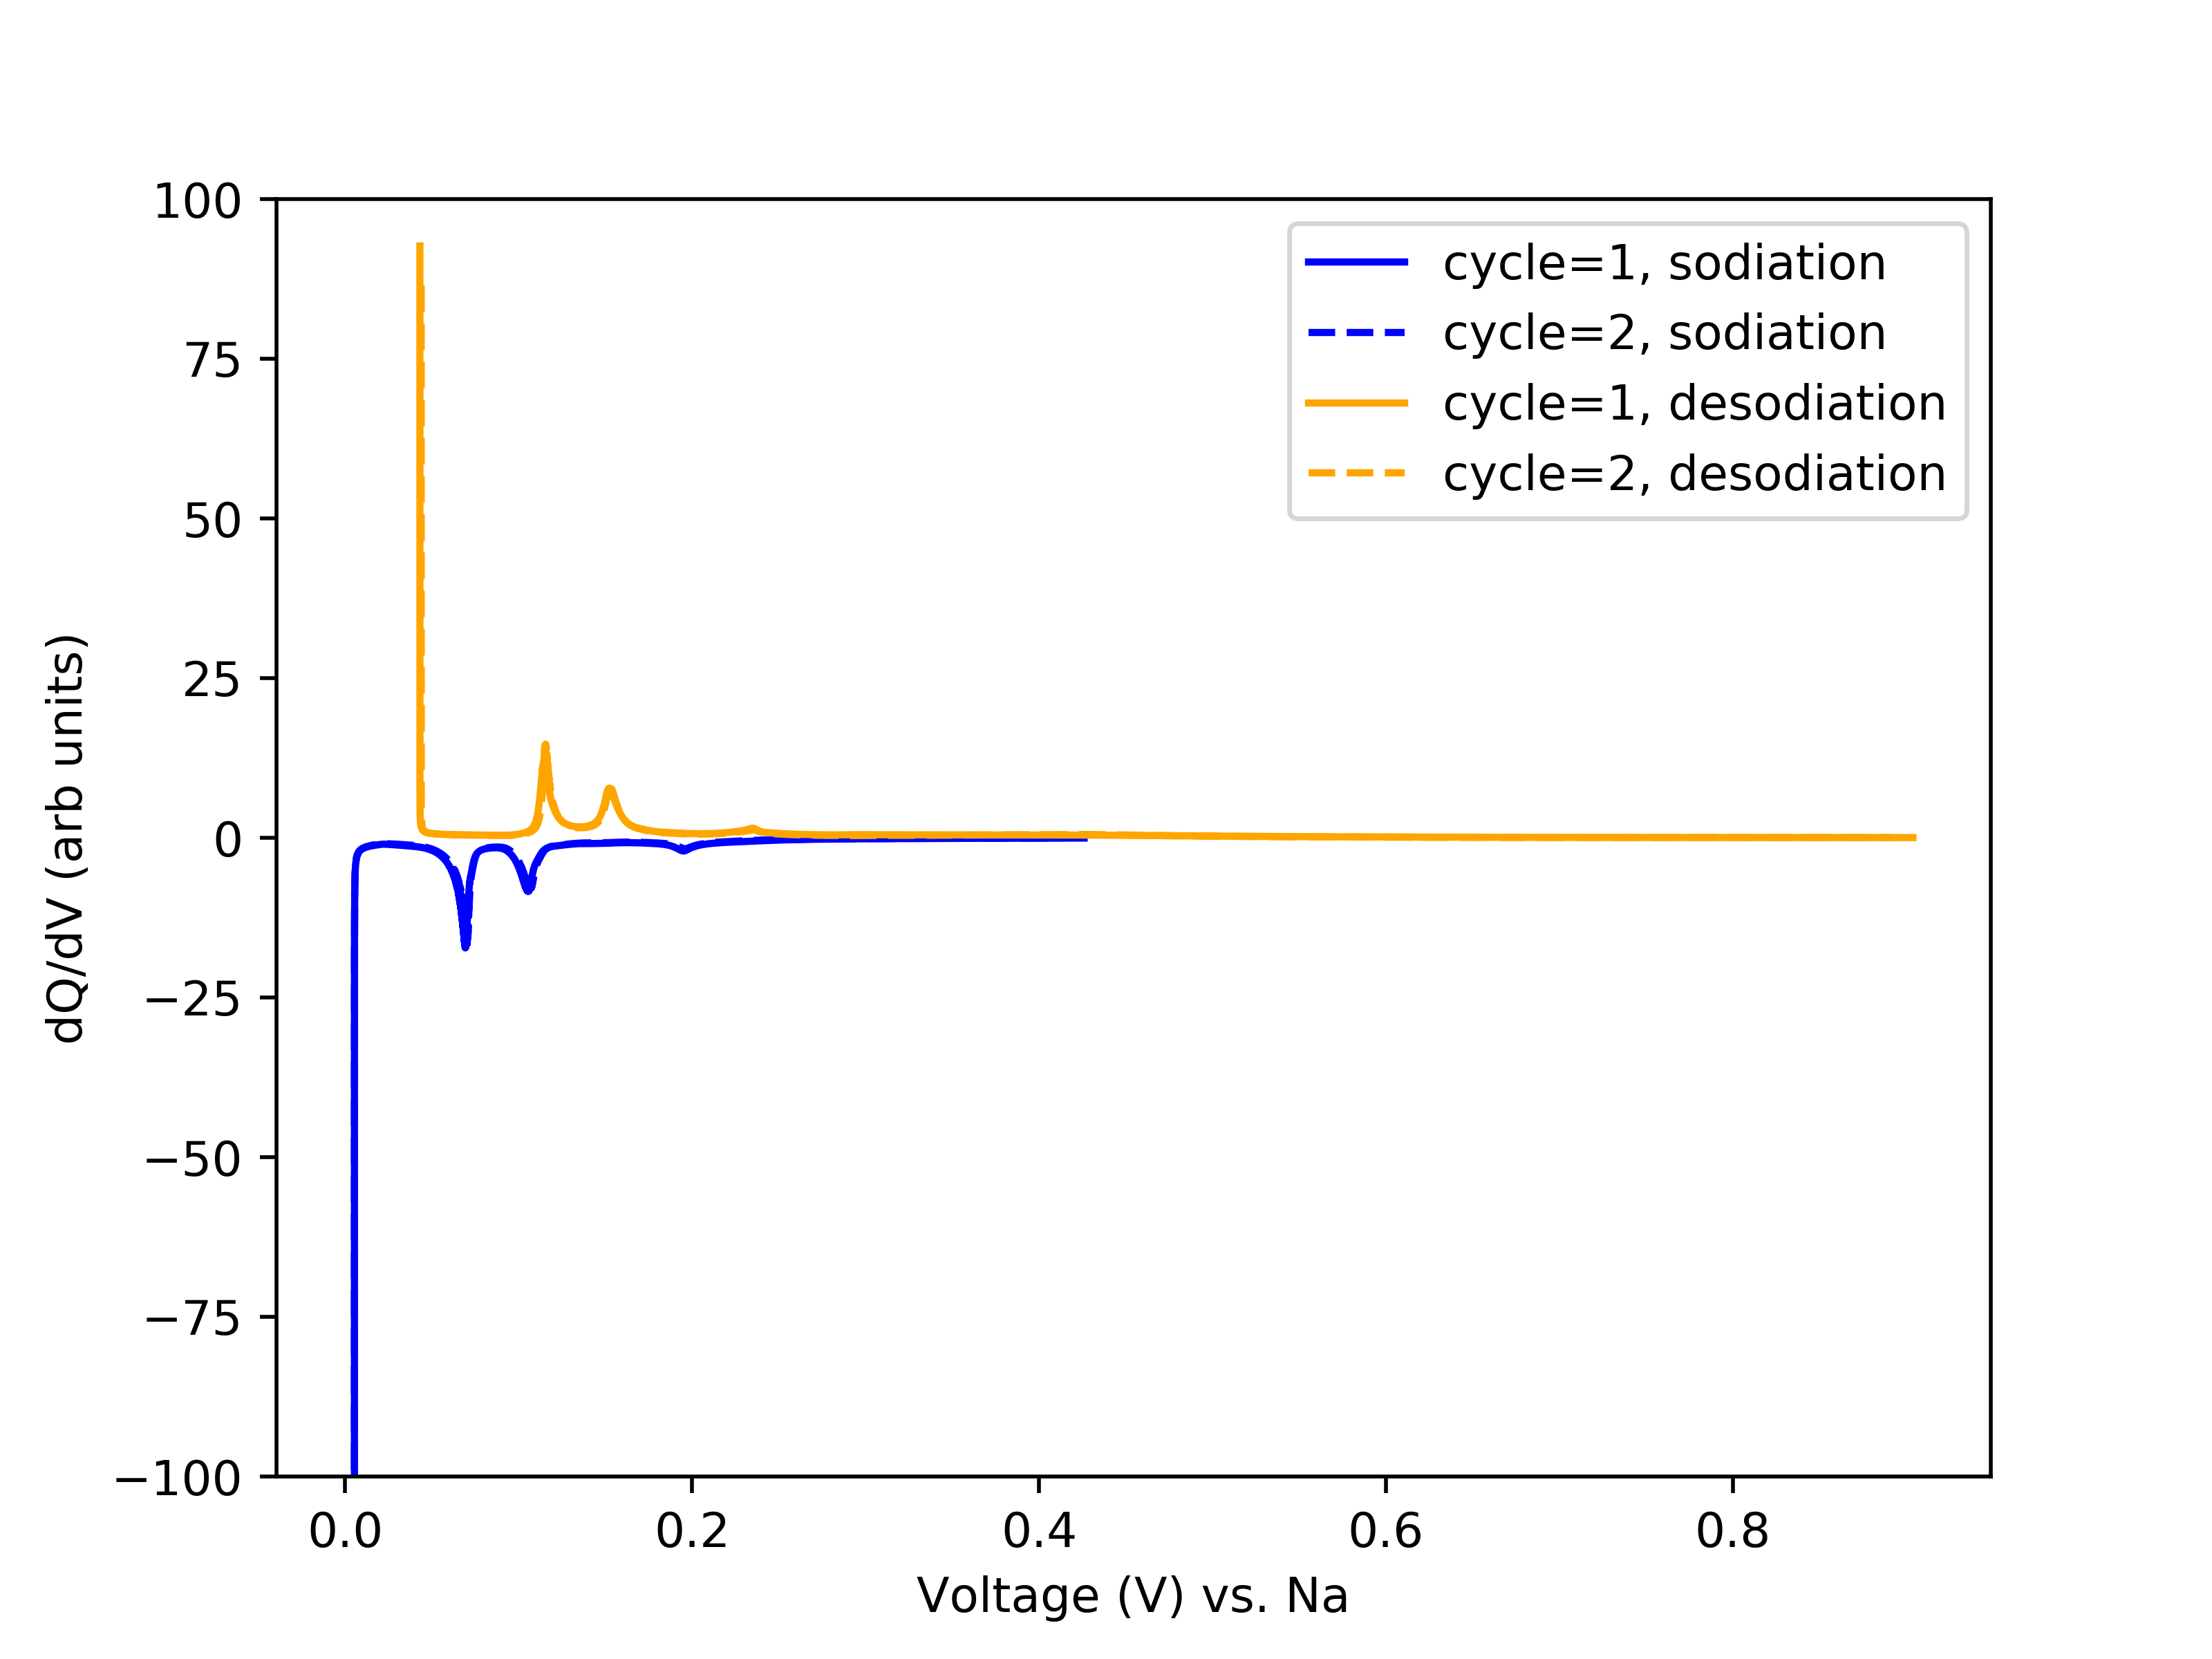 100
75
50
25
0
−25
−50
−75
−100
dQ/dV (arb units)
cycle=1, sodiation
cycle=2, sodiation
cycle=1, desodiation
cycle=2, desodiation
0.0 0.2 0.4 0.6 0.8
Voltage (V) vs. Na